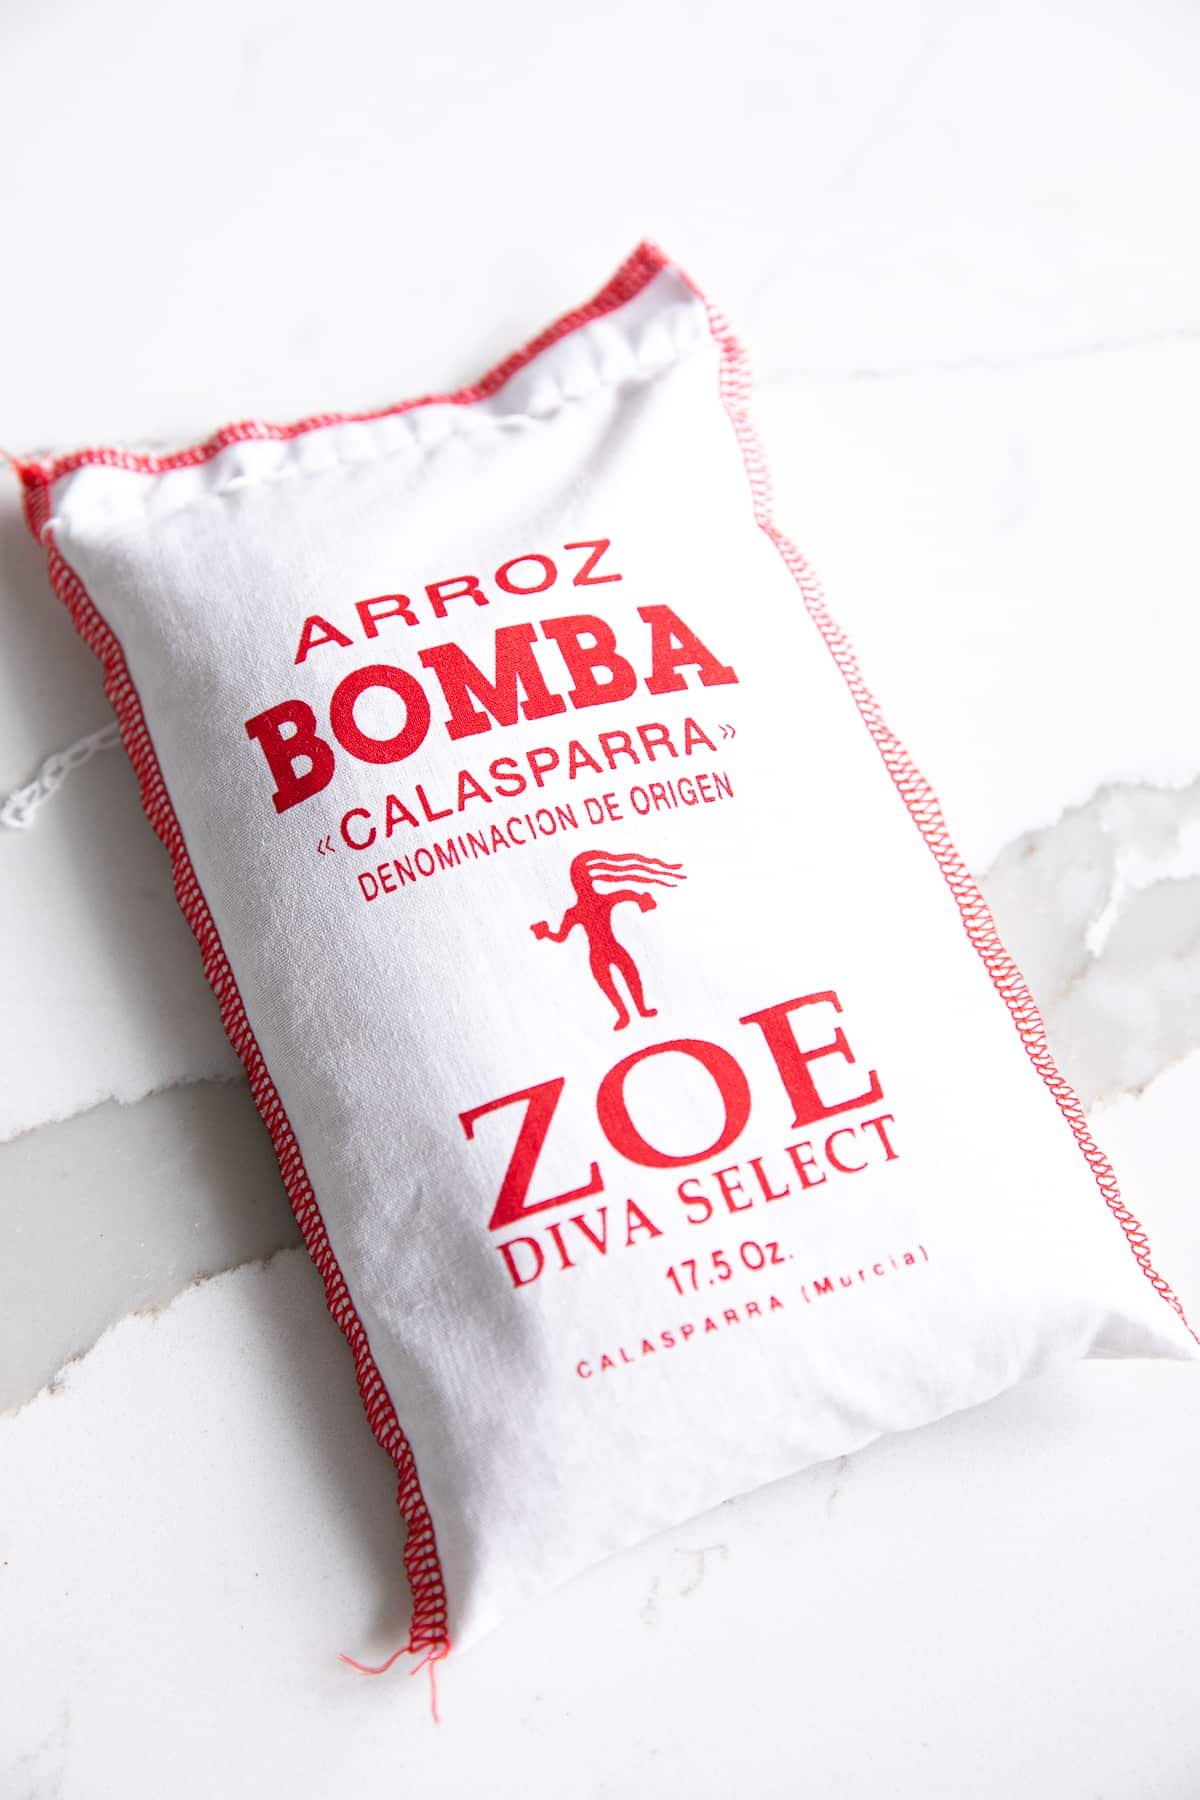 ARROZ
BOMBA
«CALASPARRA»
DENOMINACION DE ORIGEN
ZOE
DIVA SELECT
17.5 Oz.
CALASPARRA (Murcia)